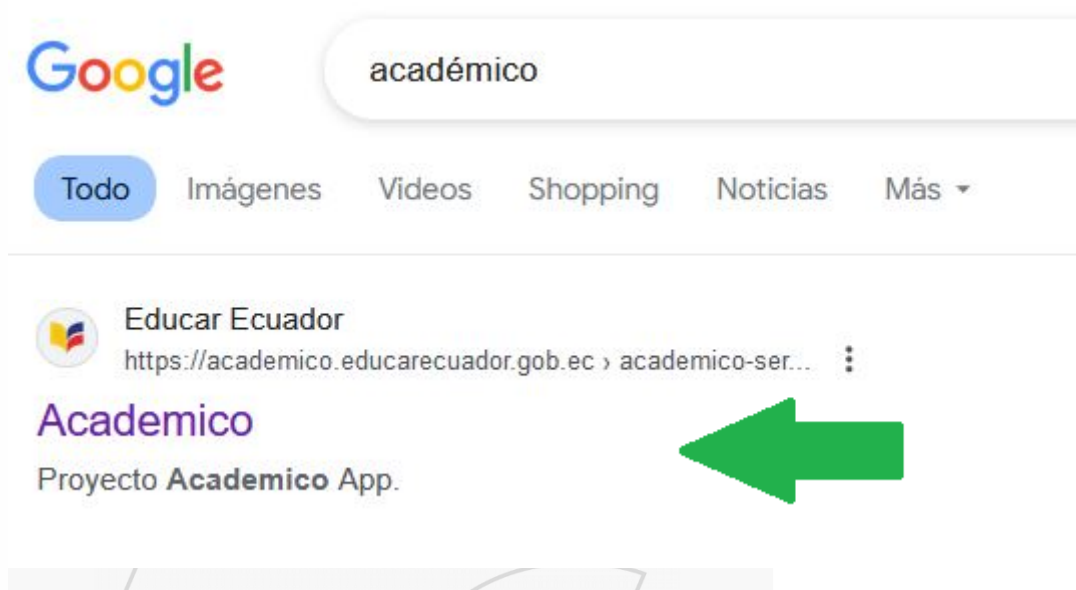 Google
académico
Todo Imágenes Videos Shopping Noticias Más
Educar Ecuador
https://academico.educarecuador.gob.ec › academico-ser...
Academico
Proyecto Academico App.